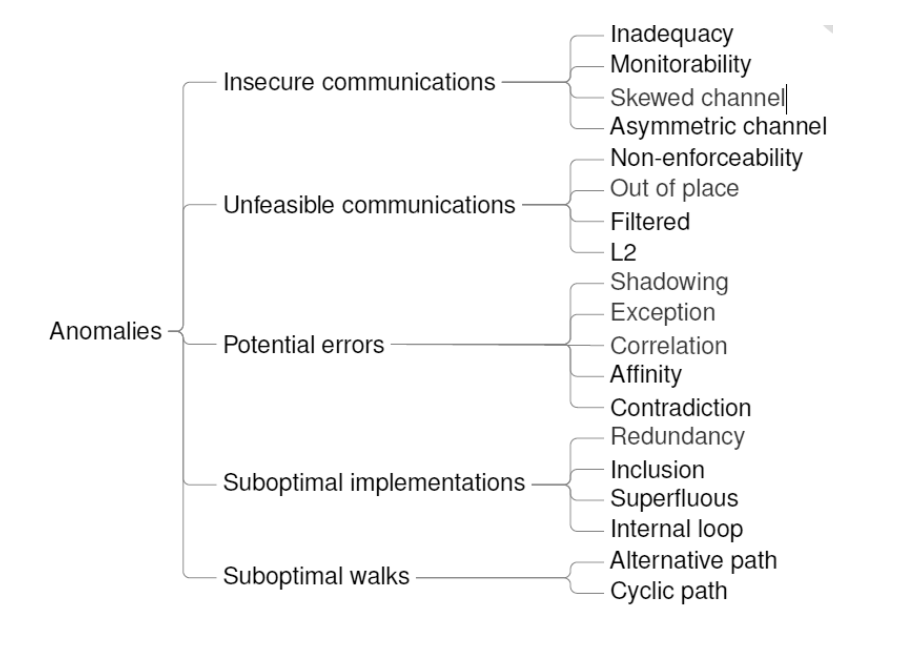 Anomalies
Insecure communications
Inadequacy
Monitorability
Skewed channel
Asymmetric channel
Unfeasible communications
Non-enforceability
Out of place
Filtered
L2
Potential errors
Shadowing
Exception
Correlation
Affinity
Contradiction
Suboptimal implementations
Redundancy
Inclusion
Superfluous
Internal loop
Suboptimal walks
Alternative path
Cyclic path